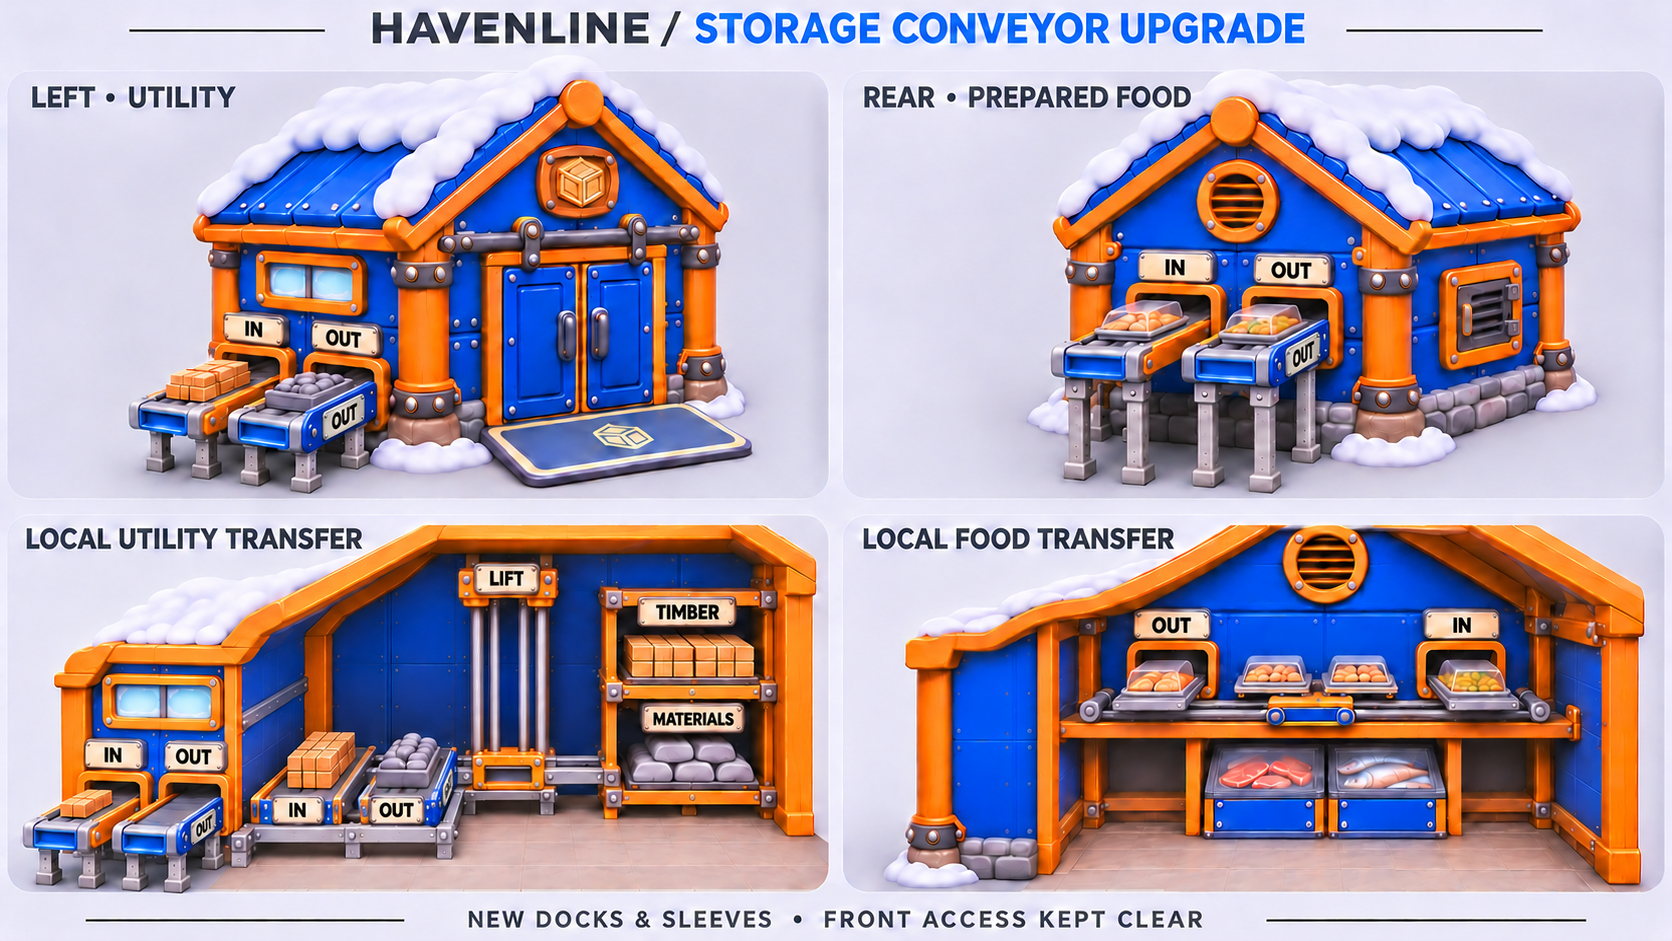 HAVENLINE / STORAGE CONVEYOR UPGRADE
LEFT • UTILITY
IN
OUT
OUT
REAR • PREPARED FOOD
IN
OUT
OUT
LOCAL UTILITY TRANSFER
LIFT
TIMBER
MATERIALS
IN
OUT
IN
OUT
OUT
LOCAL FOOD TRANSFER
OUT
IN
NEW DOCKS & SLEEVES • FRONT ACCESS KEPT CLEAR